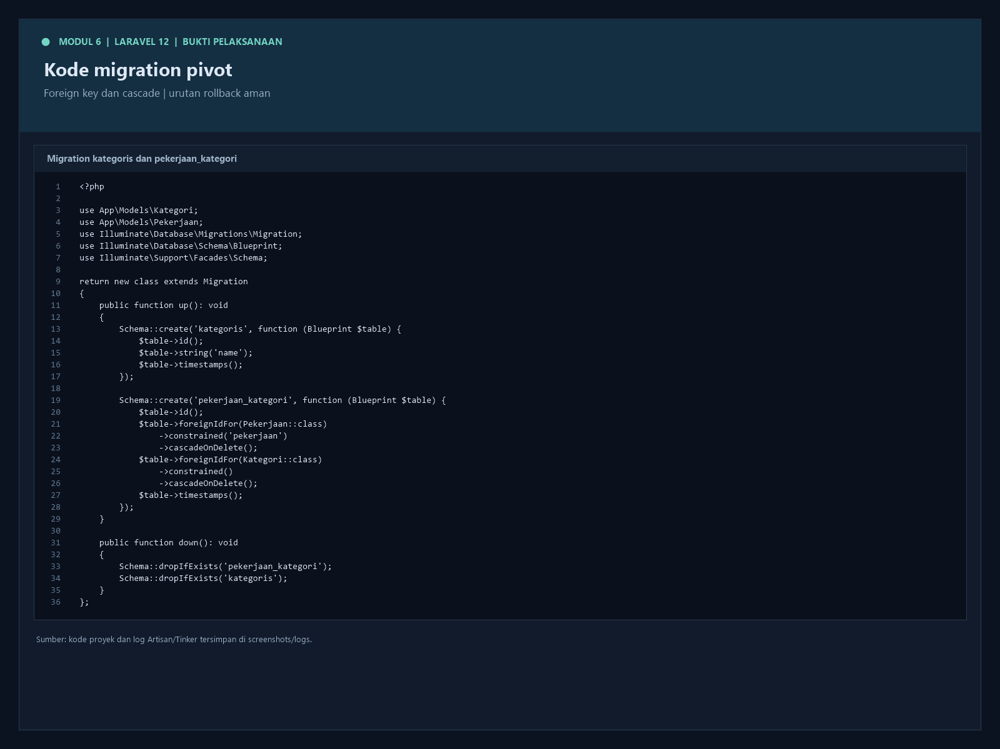 MODUL 6 | LARAVEL 12 | BUKTI PELAKSANAAN
Kode migration pivot
Foreign key dan cascade | urutan rollback aman
Migration kategoris dan pekerjaan_kategori
1 <?php
2
3 use App\Models\Kategori;
4 use App\Models\Pekerjaan;
5 use Illuminate\Database\Migrations\Migration;
6 use Illuminate\Database\Schema\Blueprint;
7 use Illuminate\Support\Facades\Schema;
8
9 return new class extends Migration
10 {
11     public function up(): void
12     {
13         Schema::create('kategoris', function (Blueprint $table) {
14             $table->id();
15             $table->string('name');
16             $table->timestamps();
17         });
18
19         Schema::create('pekerjaan_kategori', function (Blueprint $table) {
20             $table->id();
21             $table->foreignIdFor(Pekerjaan::class)
22                 ->constrained('pekerjaan')
23                 ->cascadeOnDelete();
24             $table->foreignIdFor(Kategori::class)
25                 ->constrained()
26                 ->cascadeOnDelete();
27             $table->timestamps();
28         });
29     }
30
31     public function down(): void
32     {
33         Schema::dropIfExists('pekerjaan_kategori');
34         Schema::dropIfExists('kategoris');
35     }
36 };
Sumber: kode proyek dan log Artisan/Tinker tersimpan di screenshots/logs.